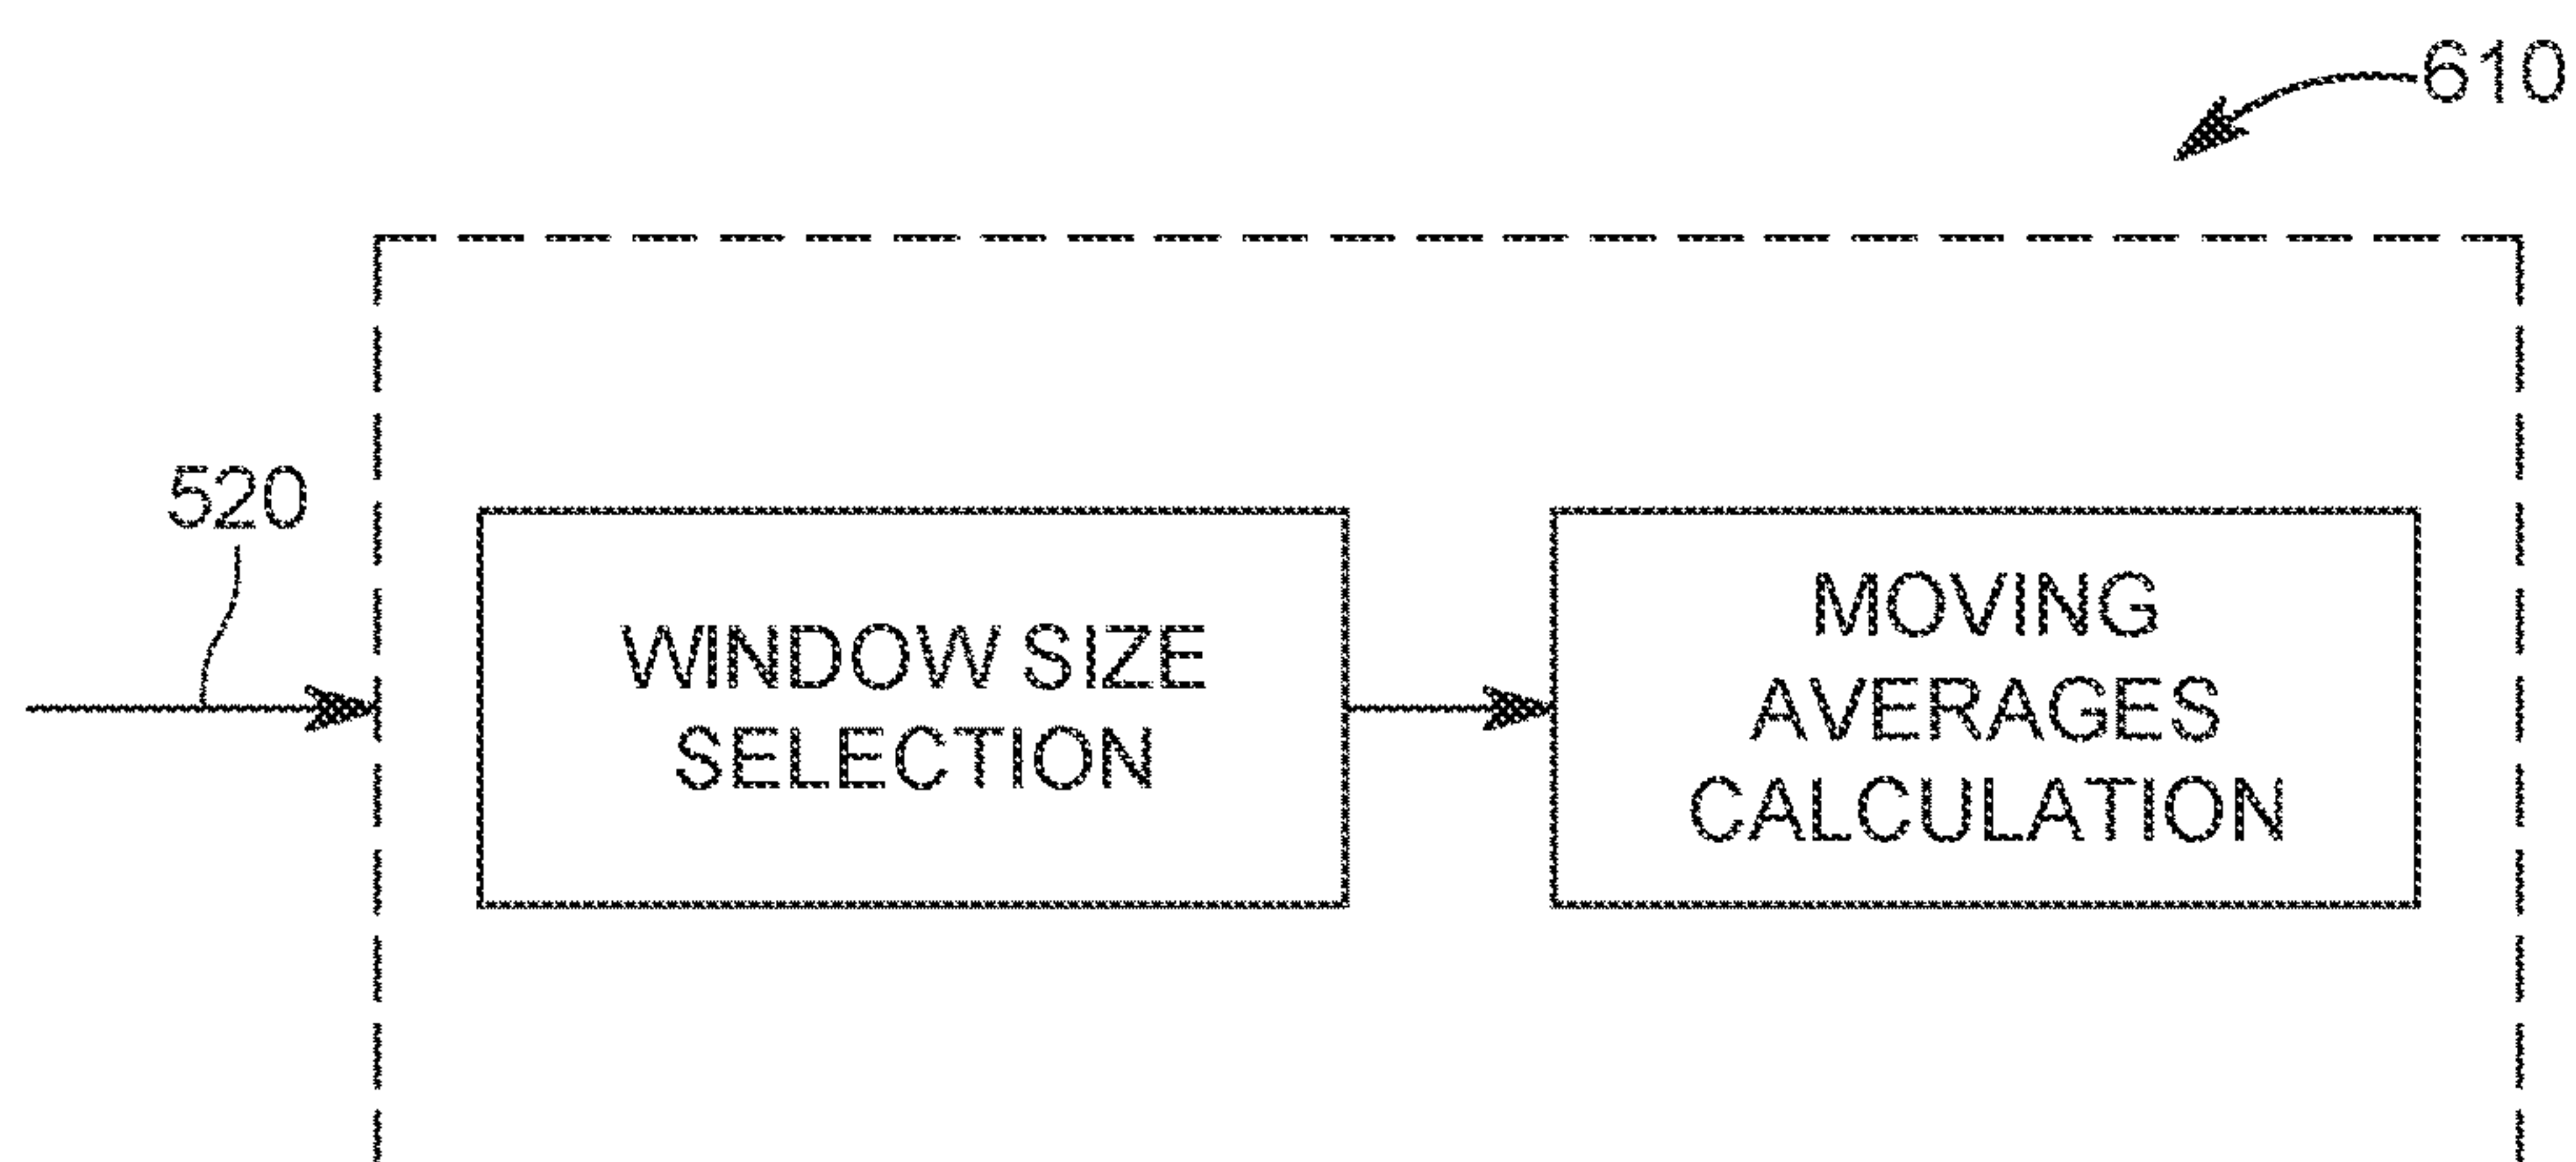 610
520
WINDOW SIZE
SELECTION
MOVING
AVERAGES
CALCULATION